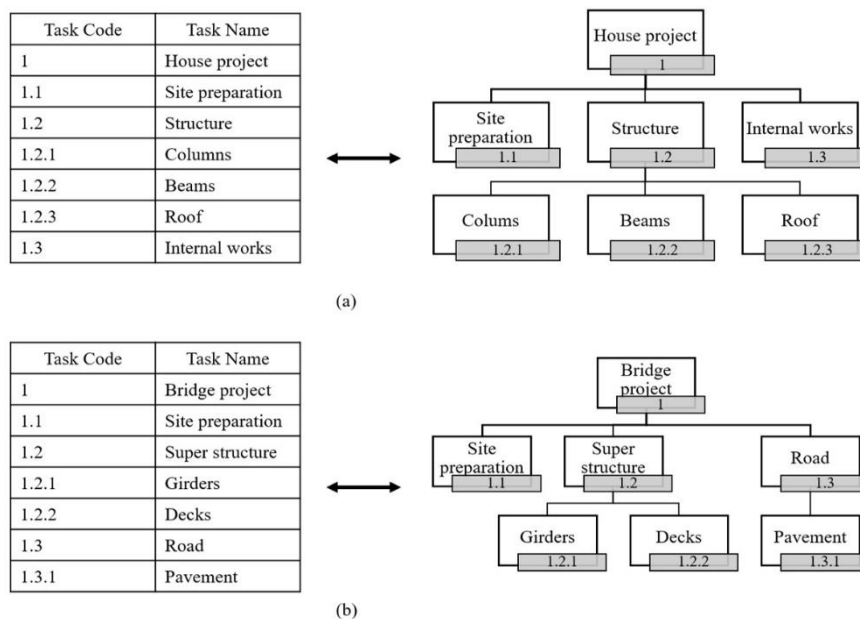 Task Code Task Name
1 House project
1.1 Site preparation
1.2 Structure
1.2.1 Columns
1.2.2 Beams
1.2.3 Roof
1.3 Internal works
House project
1
Site
preparation
1.1
Structure
1.2
Internal works
1.3
Colums
1.2.1
Beams
1.2.2
Roof
1.2.3
(a)
Task Code Task Name
1 Bridge project
1.1 Site preparation
1.2 Super structure
1.2.1 Girders
1.2.2 Decks
1.3 Road
1.3.1 Pavement
Bridge
project
1
Site
preparation
1.1
Super
structure
1.2
Road
1.3
Girders
1.2.1
Decks
1.2.2
Pavement
1.3.1
(b)